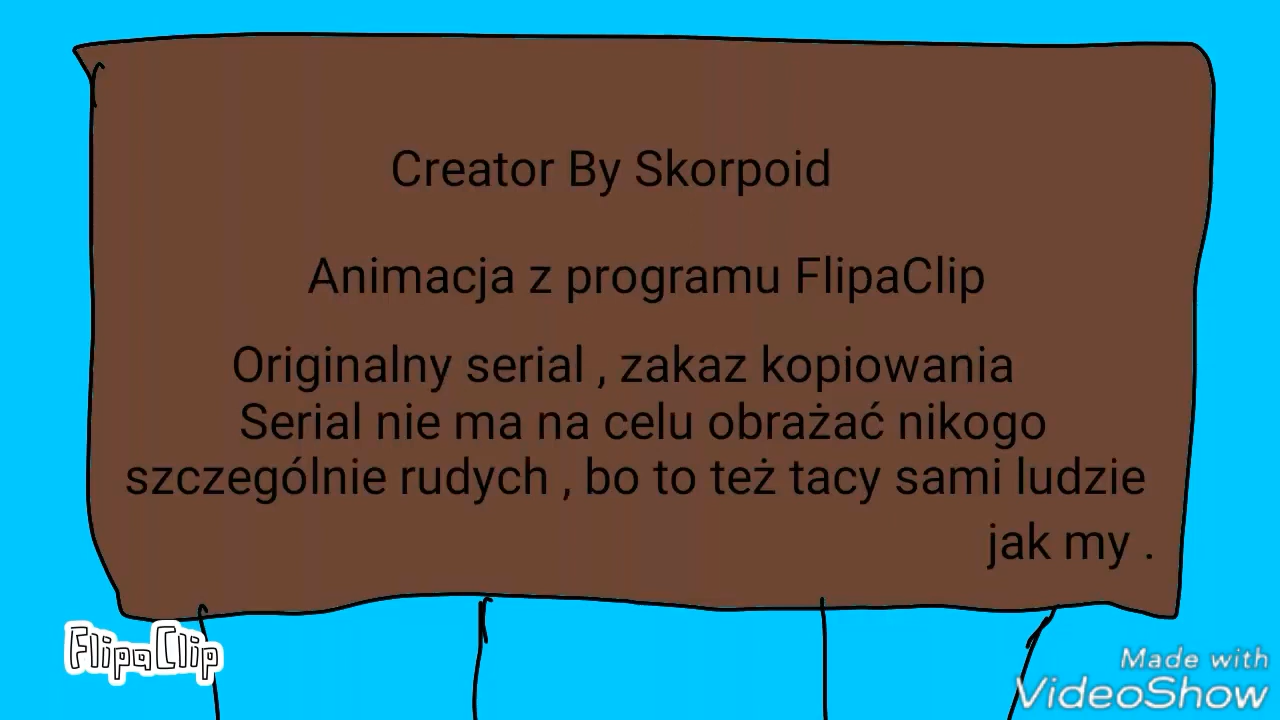 Creator By Skorpoid
Animacja z programu FlipaClip
Originalny serial , zakaz kopiowania
Serial nie ma na celu obrażać nikogo
szczególnie rudych , bo to też tacy sami ludzie
jak my .
FlipaClip
Made with
VideoShow